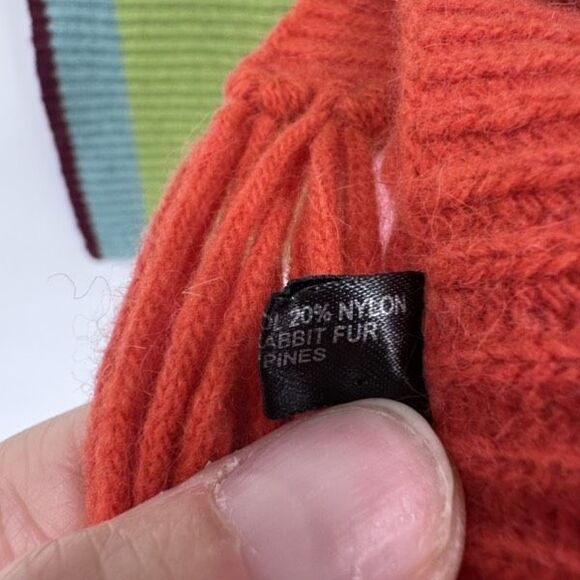 OL 20% NYLON
ABBIT FUR
PINES